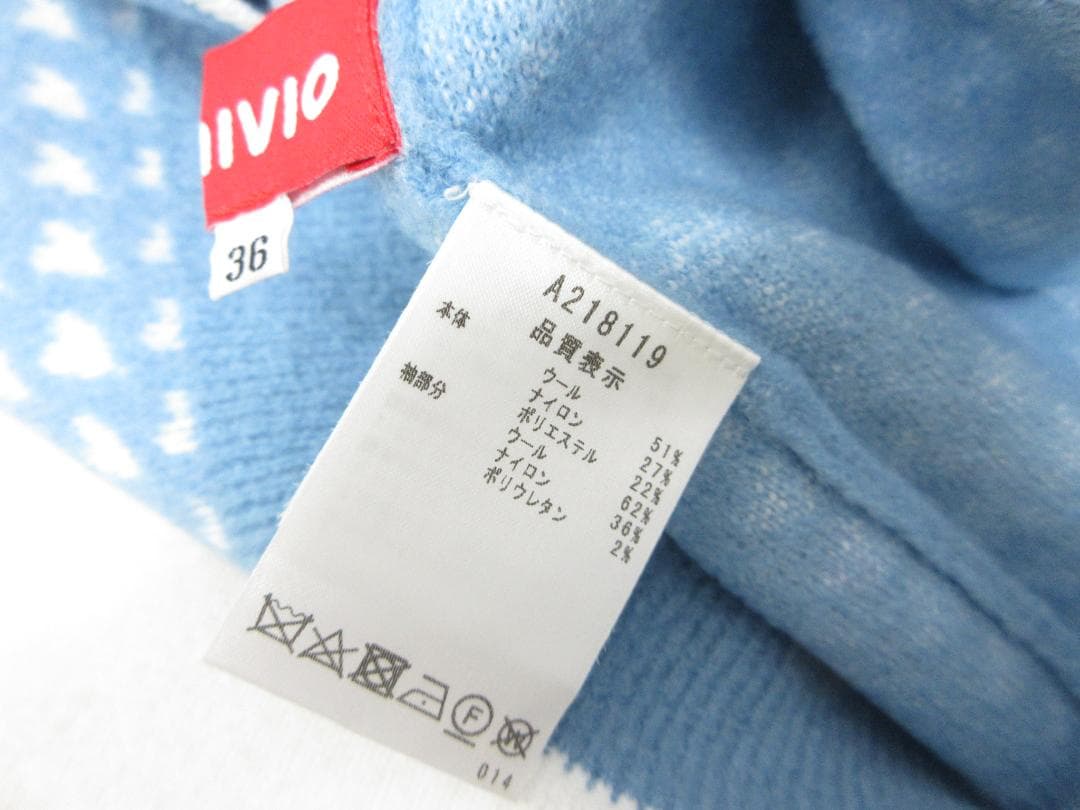 36
A218119
品質表示
本体 ウール 51%
ナイロン 27%
ポリエステル 22%
袖部分 ウール 62%
ナイロン 36%
ポリウレタン 2%
F
W
014